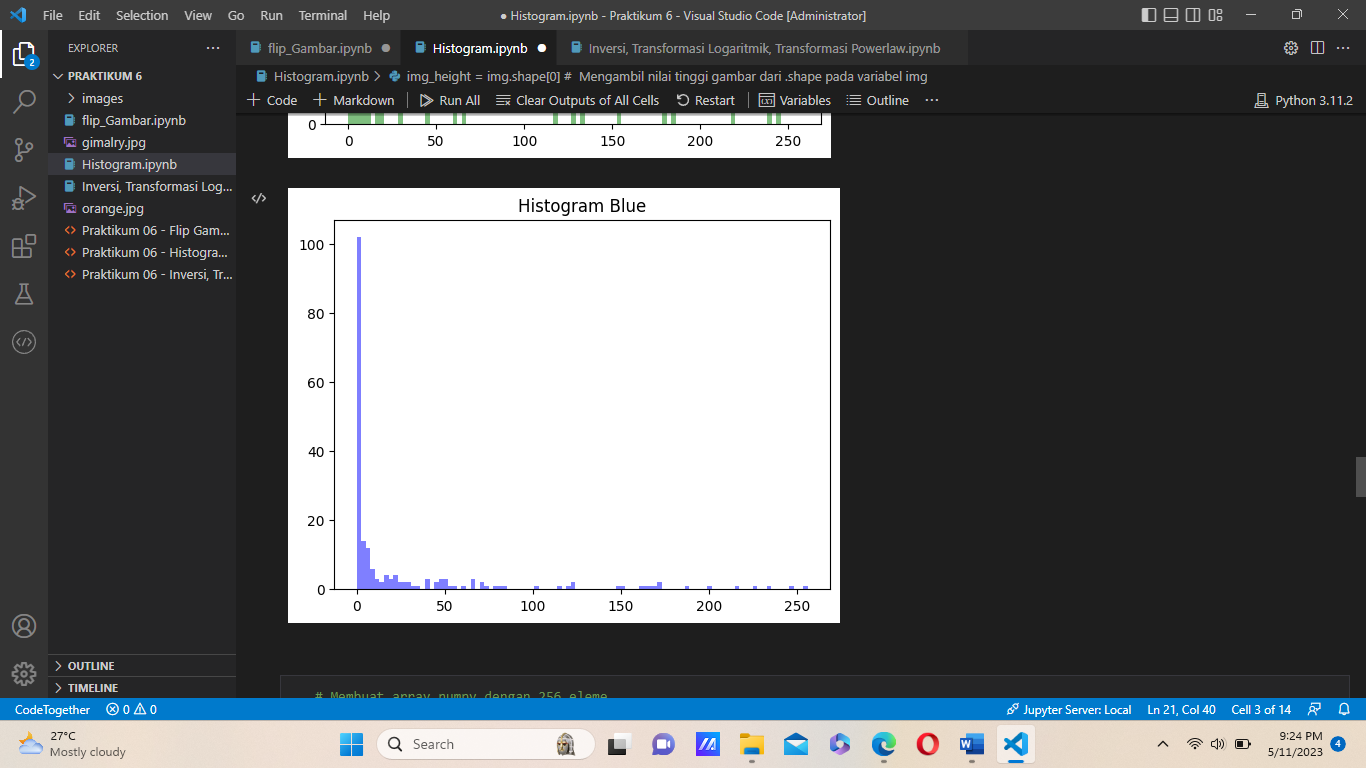 File Edit Selection View Go Run Terminal Help
● Histogram.ipynb - Praktikum 6 - Visual Studio Code [Administrator]
EXPLORER
PRAKTIKUM 6
images
flip_Gambar.ipynb
gimalry.jpg
Histogram.ipynb
Inversi, Transformasi Log...
orange.jpg
Praktikum 06 - Flip Gam...
Praktikum 06 - Histogra...
Praktikum 06 - Inversi, Tr...
OUTLINE
TIMELINE
2
flip_Gambar.ipynb ● Histogram.ipynb ● Inversi, Transformasi Logaritmik, Transformasi Powerlaw.ipynb
Histogram.ipynb > img_height = img.shape[0] # Mengambil nilai tinggi gambar dari .shape pada variabel img
+ Code + Markdown Run All Clear Outputs of All Cells Restart Variables Outline ... Python 3.11.2
0
0 50 100 150 200 250
Histogram Blue
100
80
60
40
20
0
0 50 100 150 200 250
# Membuat array numpy dengan 256 eleme
CodeTogether 0 0 Jupyter Server: Local Ln 21, Col 40 Cell 3 of 14
27°C
Mostly cloudy
Search
9:24 PM
5/11/2023
4